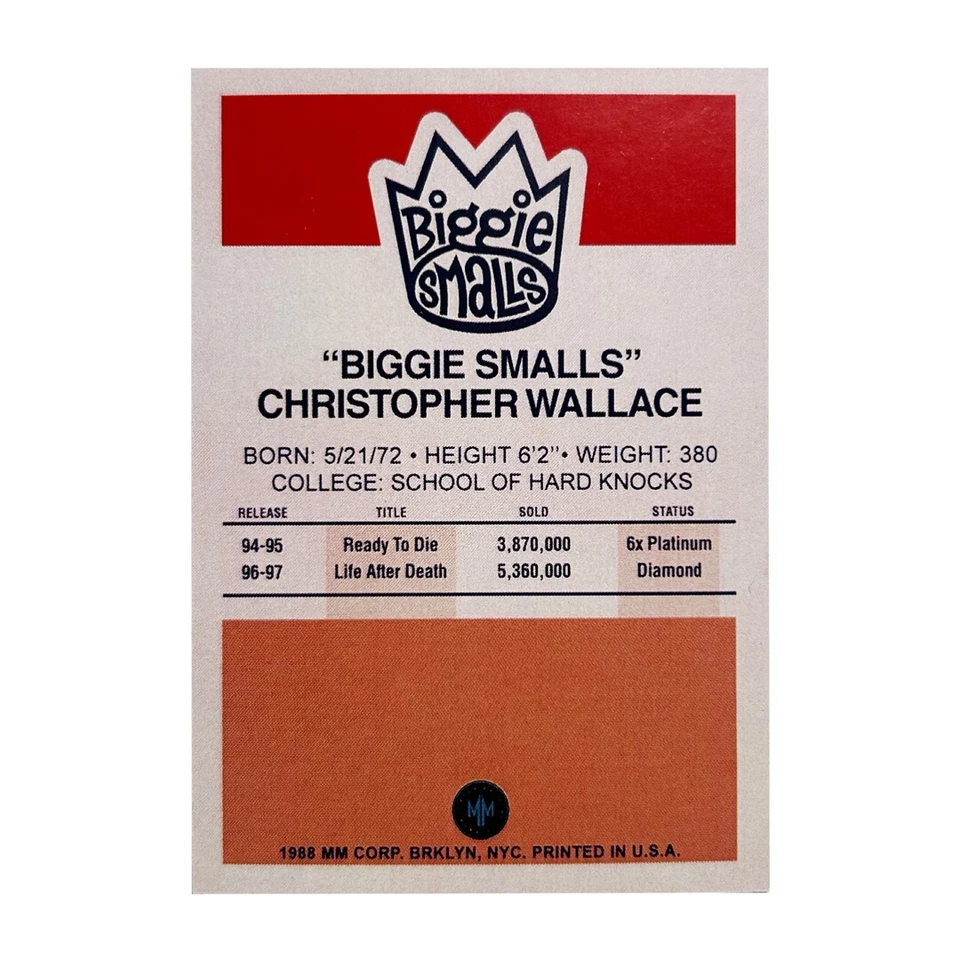 Biggie
SMALLS
“BIGGIE SMALLS”
CHRISTOPHER WALLACE
BORN: 5/21/72 • HEIGHT 6’2’’• WEIGHT: 380
COLLEGE: SCHOOL OF HARD KNOCKS
RELEASE TITLE SOLD STATUS
94-95 Ready To Die 3,870,000 6x Platinum
96-97 Life After Death 5,360,000 Diamond
MM
1988 MM CORP. BRKLYN, NYC. PRINTED IN U.S.A.